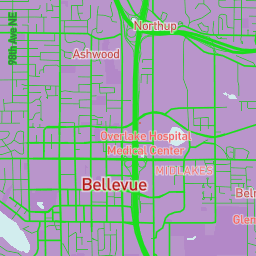 Northup
98th Ave NE
Ashwood
Overlake Hospital
Medical Center
MIDLAKES
Bellevue